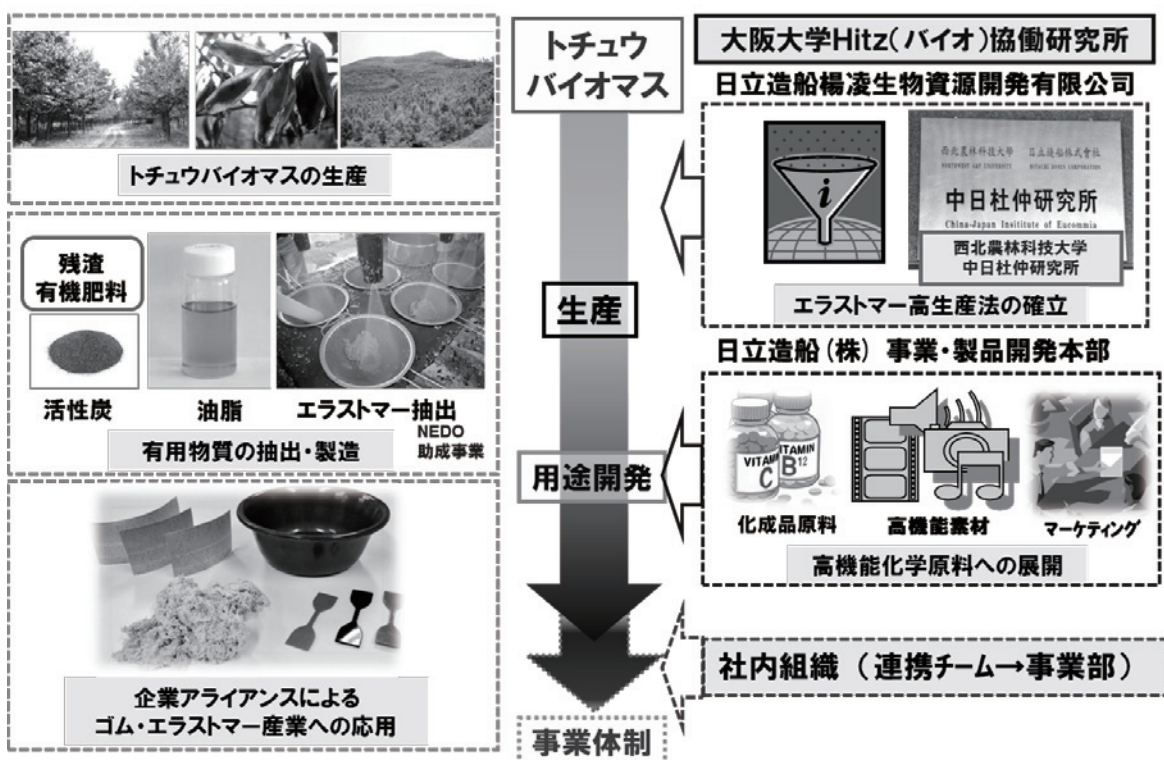 トチュウバイオマスの生産
残渣
有機肥料
活性炭
油脂
エラストマー抽出
NEDO
助成事業
有用物質の抽出・製造
企業アライアンスによる
ゴム・エラストマー産業への応用
トチュウ
バイオマス
生産
用途開発
事業体制
大阪大学Hitz(バイオ)協働研究所
日立造船楊凌生物資源開発有限公司
i
西北農林科技大學 日立造船株式會社
NORTHWEST A&F UNIVERSITY HITACHI ZOSEN CORPORATION
中日杜仲研究所
China-Japan Institute of Eucommia
西北農林科技大学
中日杜仲研究所
エラストマー高生産法の確立
日立造船(株) 事業・製品開発本部
VITAMIN
C
VITAMIN
B12
化成品原料
高機能素材
マーケティング
高機能化学原料への展開
社内組織 (連携チーム→事業部)